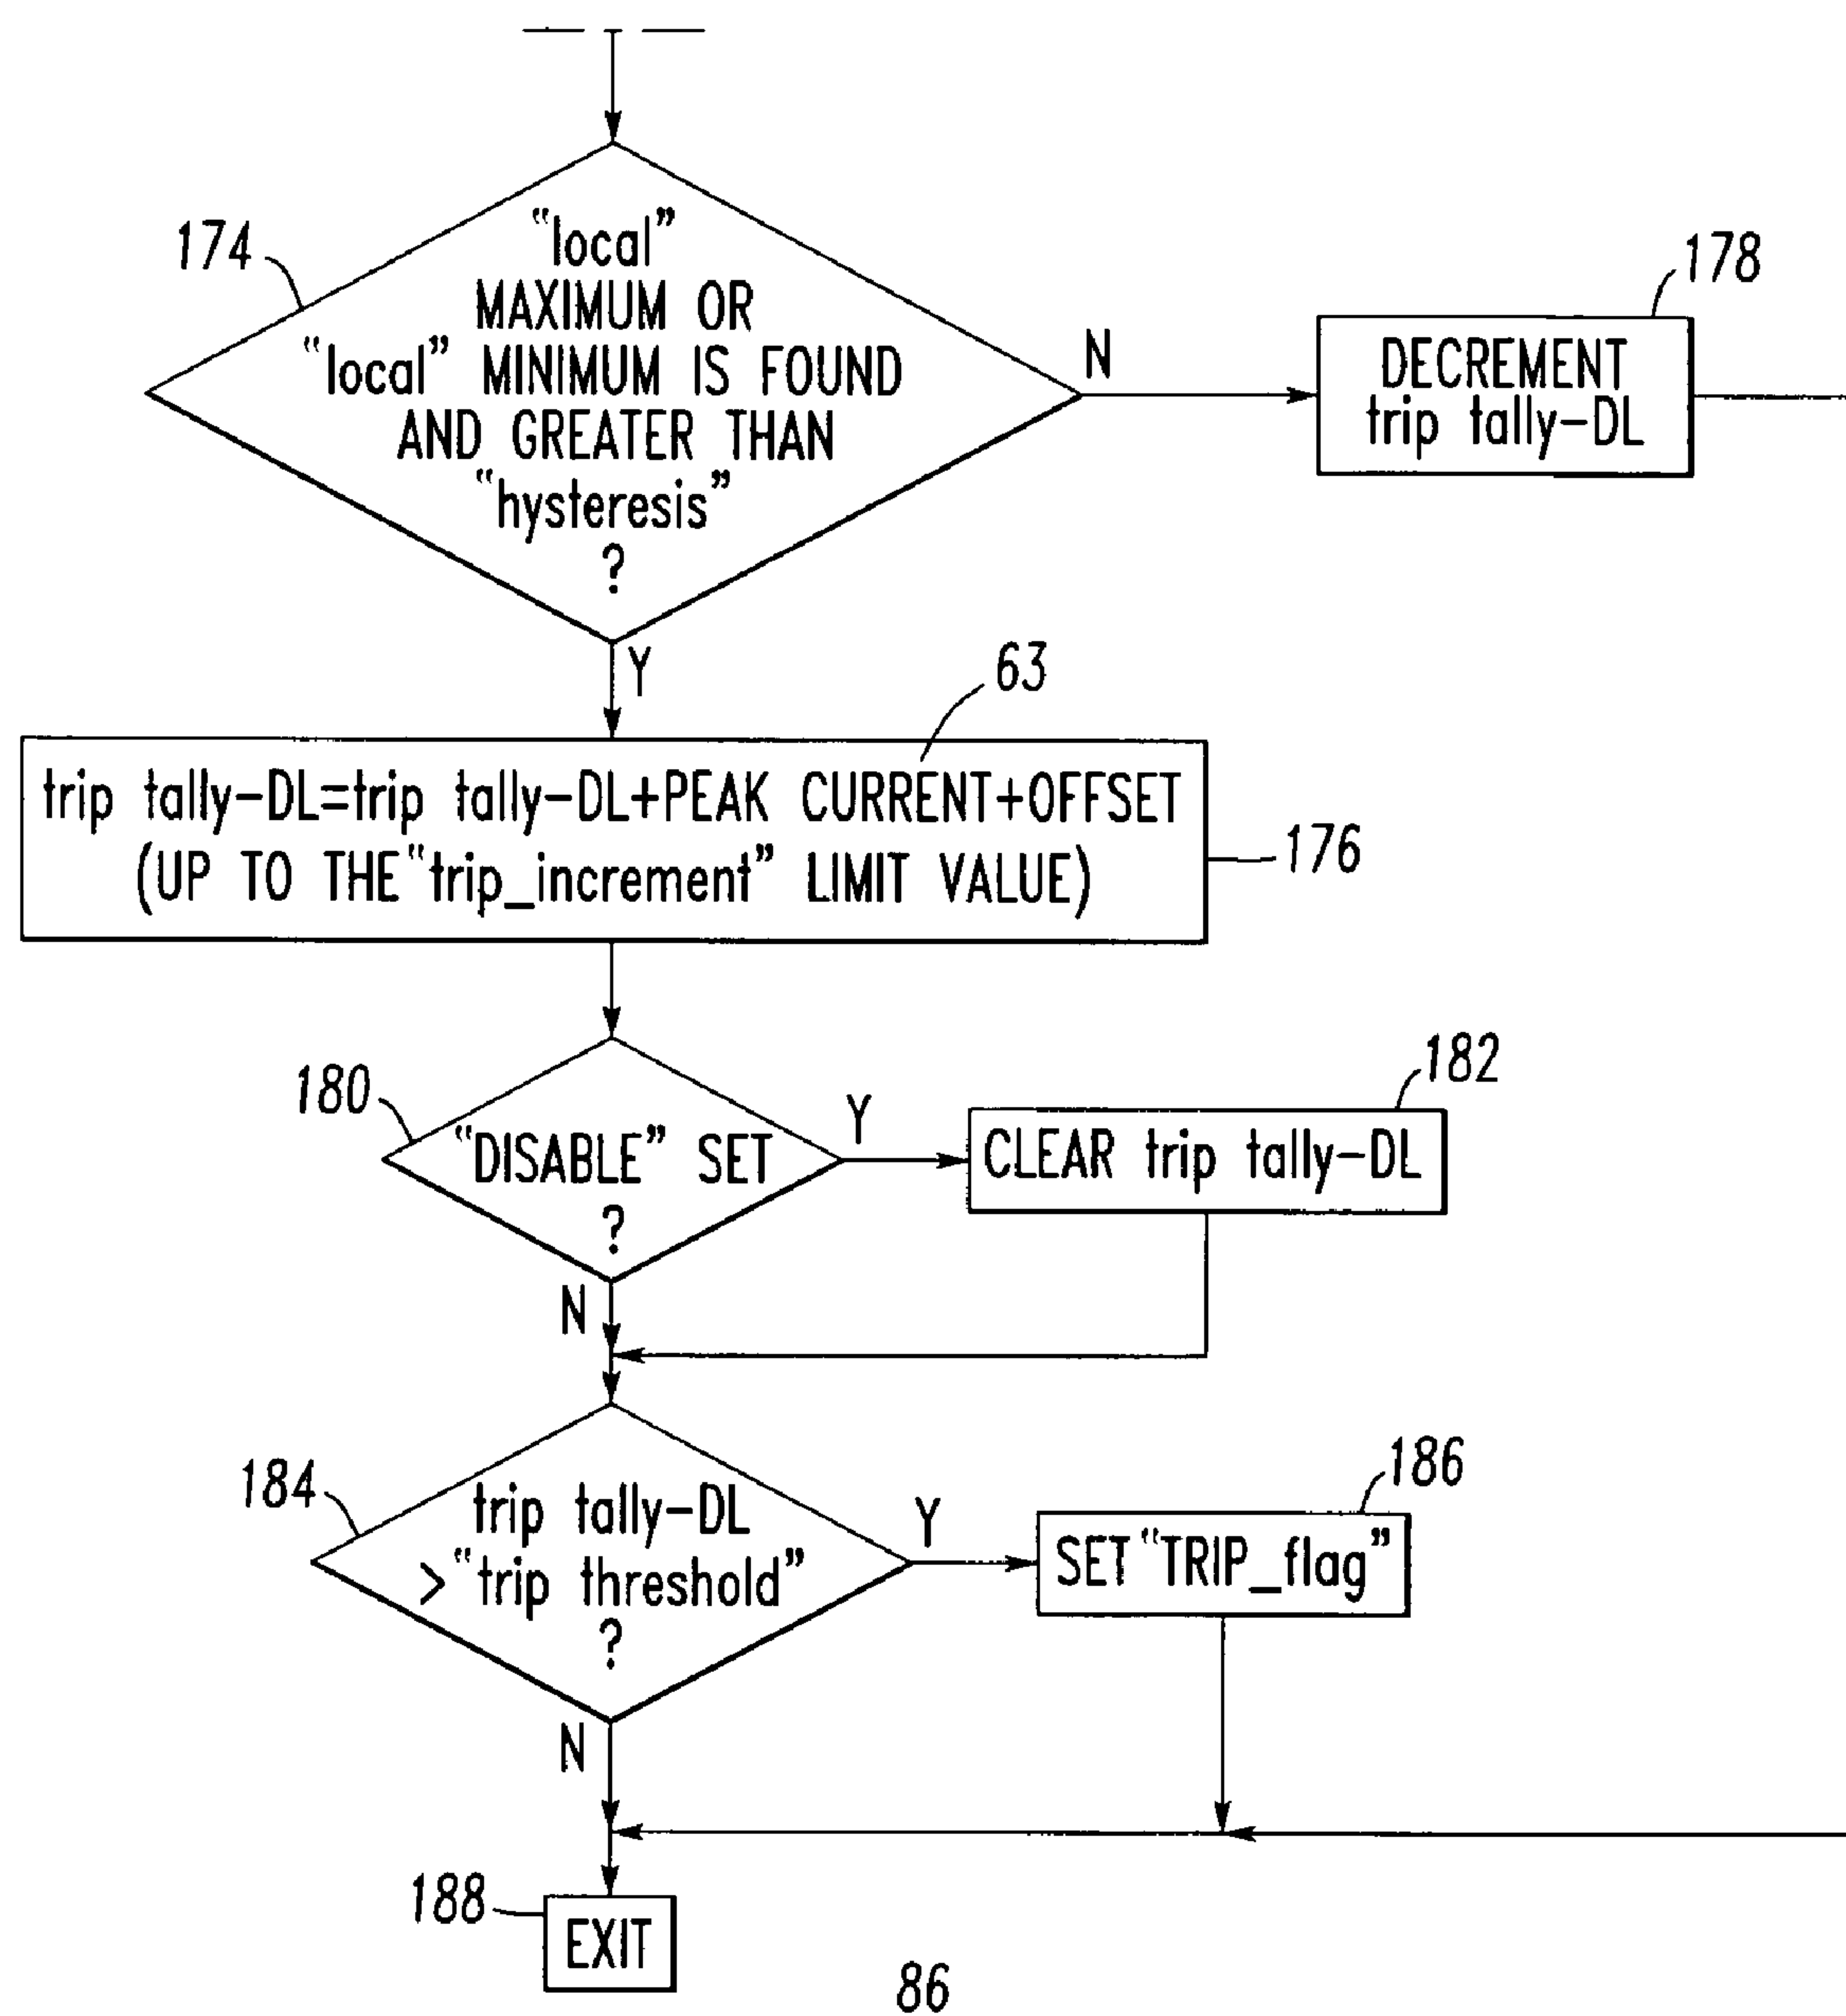 174
“local”
MAXIMUM OR
“local” MINIMUM IS FOUND
AND GREATER THAN
“hysteresis”
?
N
178
DECREMENT
trip tally-DL
Y
63
trip tally-DL=trip tally-DL+PEAK CURRENT+OFFSET
(UP TO THE “trip_increment” LIMIT VALUE)
176
180
“DISABLE” SET
?
Y
182
CLEAR trip tally-DL
N
184
trip tally-DL
> “trip threshold”
?
Y
186
SET “TRIP_flag”
N
188
EXIT
86